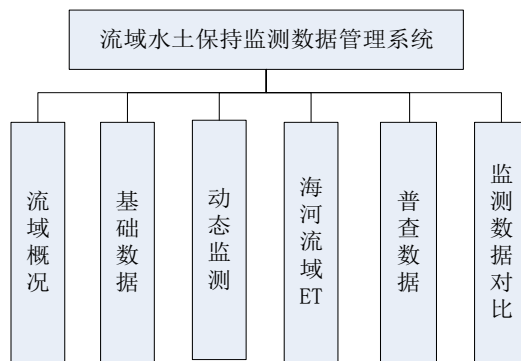 流域水土保持监测数据管理系统
流域概况
基础数据
动态监测
海河流域ET
普查数据
监测数据对比